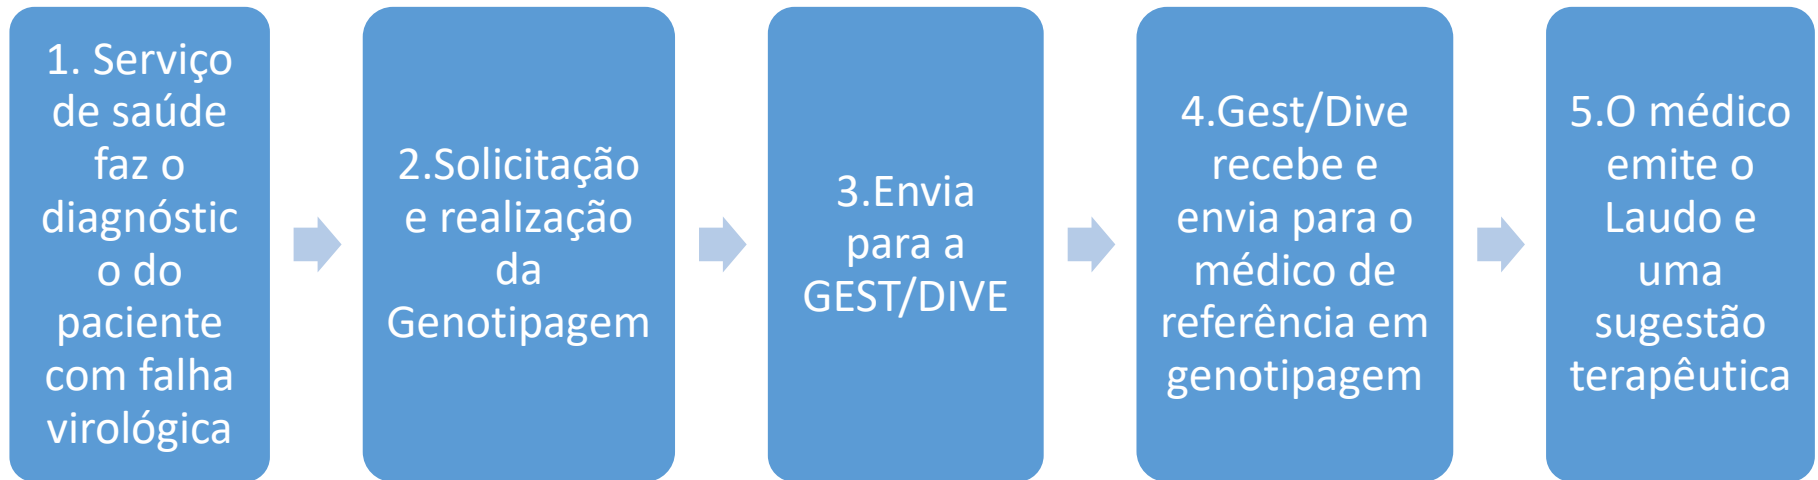 1. Serviço
de saúde
faz o
diagnóstic
o do
paciente
com falha
virológica
2.Solicitação
e realização
da
Genotipagem
3.Envia
para a
GEST/DIVE
4.Gest/Dive
recebe e
envia para o
médico de
referência em
genotipagem
5.O médico
emite o
Laudo e
uma
sugestão
terapêutica